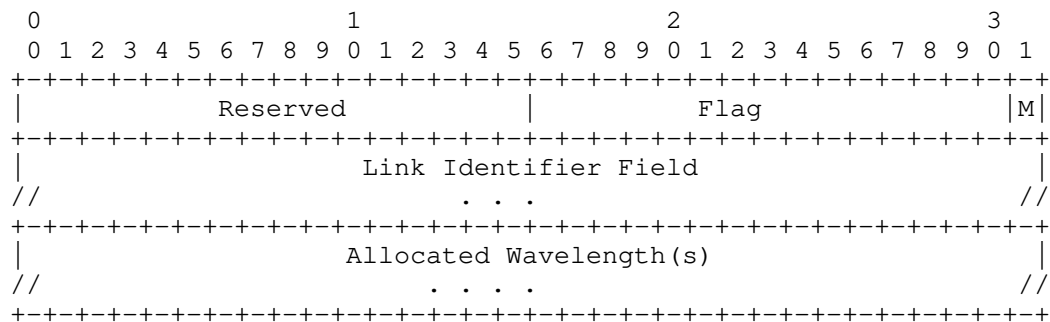 0                   1                   2                   3
 0 1 2 3 4 5 6 7 8 9 0 1 2 3 4 5 6 7 8 9 0 1 2 3 4 5 6 7 8 9 0 1
+-+-+-+-+-+-+-+-+-+-+-+-+-+-+-+-+-+-+-+-+-+-+-+-+-+-+-+-+-+-+-+-+
|            Reserved           |          Flag               |M|
+-+-+-+-+-+-+-+-+-+-+-+-+-+-+-+-+-+-+-+-+-+-+-+-+-+-+-+-+-+-+-+-+
|                     Link Identifier Field                     |
//                          . . .                              //
+-+-+-+-+-+-+-+-+-+-+-+-+-+-+-+-+-+-+-+-+-+-+-+-+-+-+-+-+-+-+-+-+
|                    Allocated Wavelength(s)                    |
//                        . . . .                              //
+-+-+-+-+-+-+-+-+-+-+-+-+-+-+-+-+-+-+-+-+-+-+-+-+-+-+-+-+-+-+-+-+